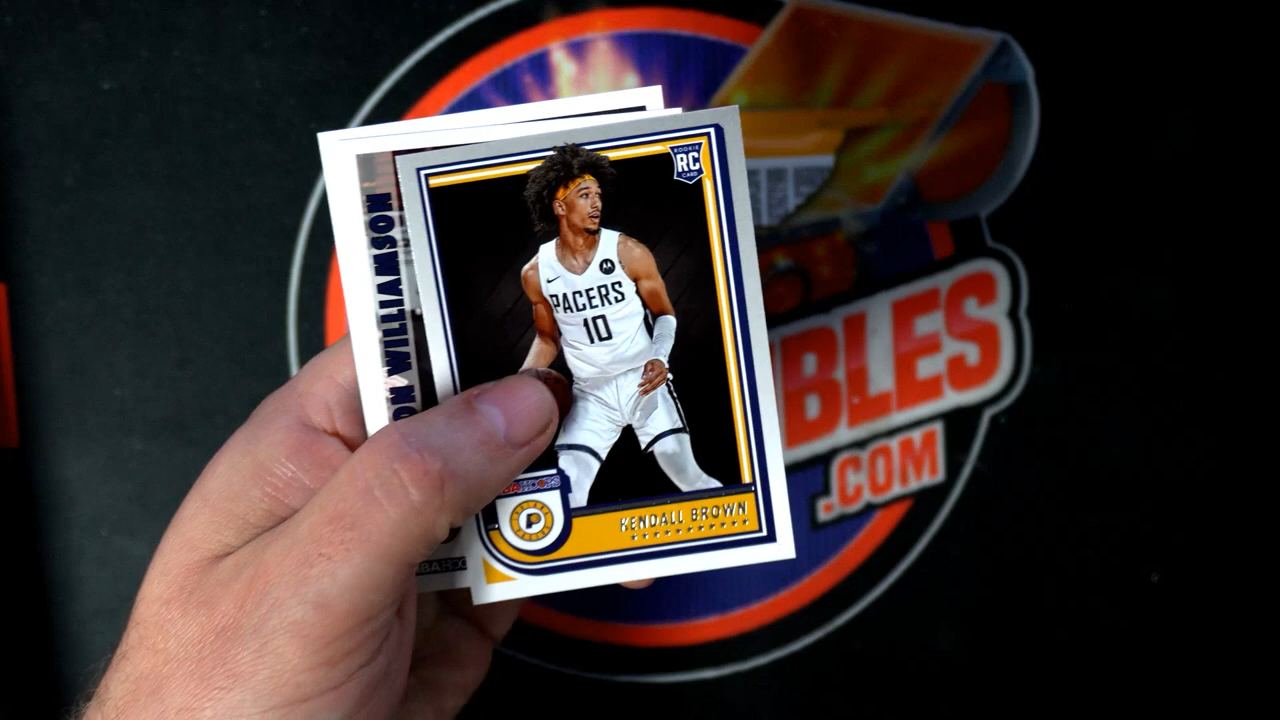 ROOKIE
RC
CARD
ON WILLIAMSON
PACERS
10
KENDALL BROWN
BLES
.COM